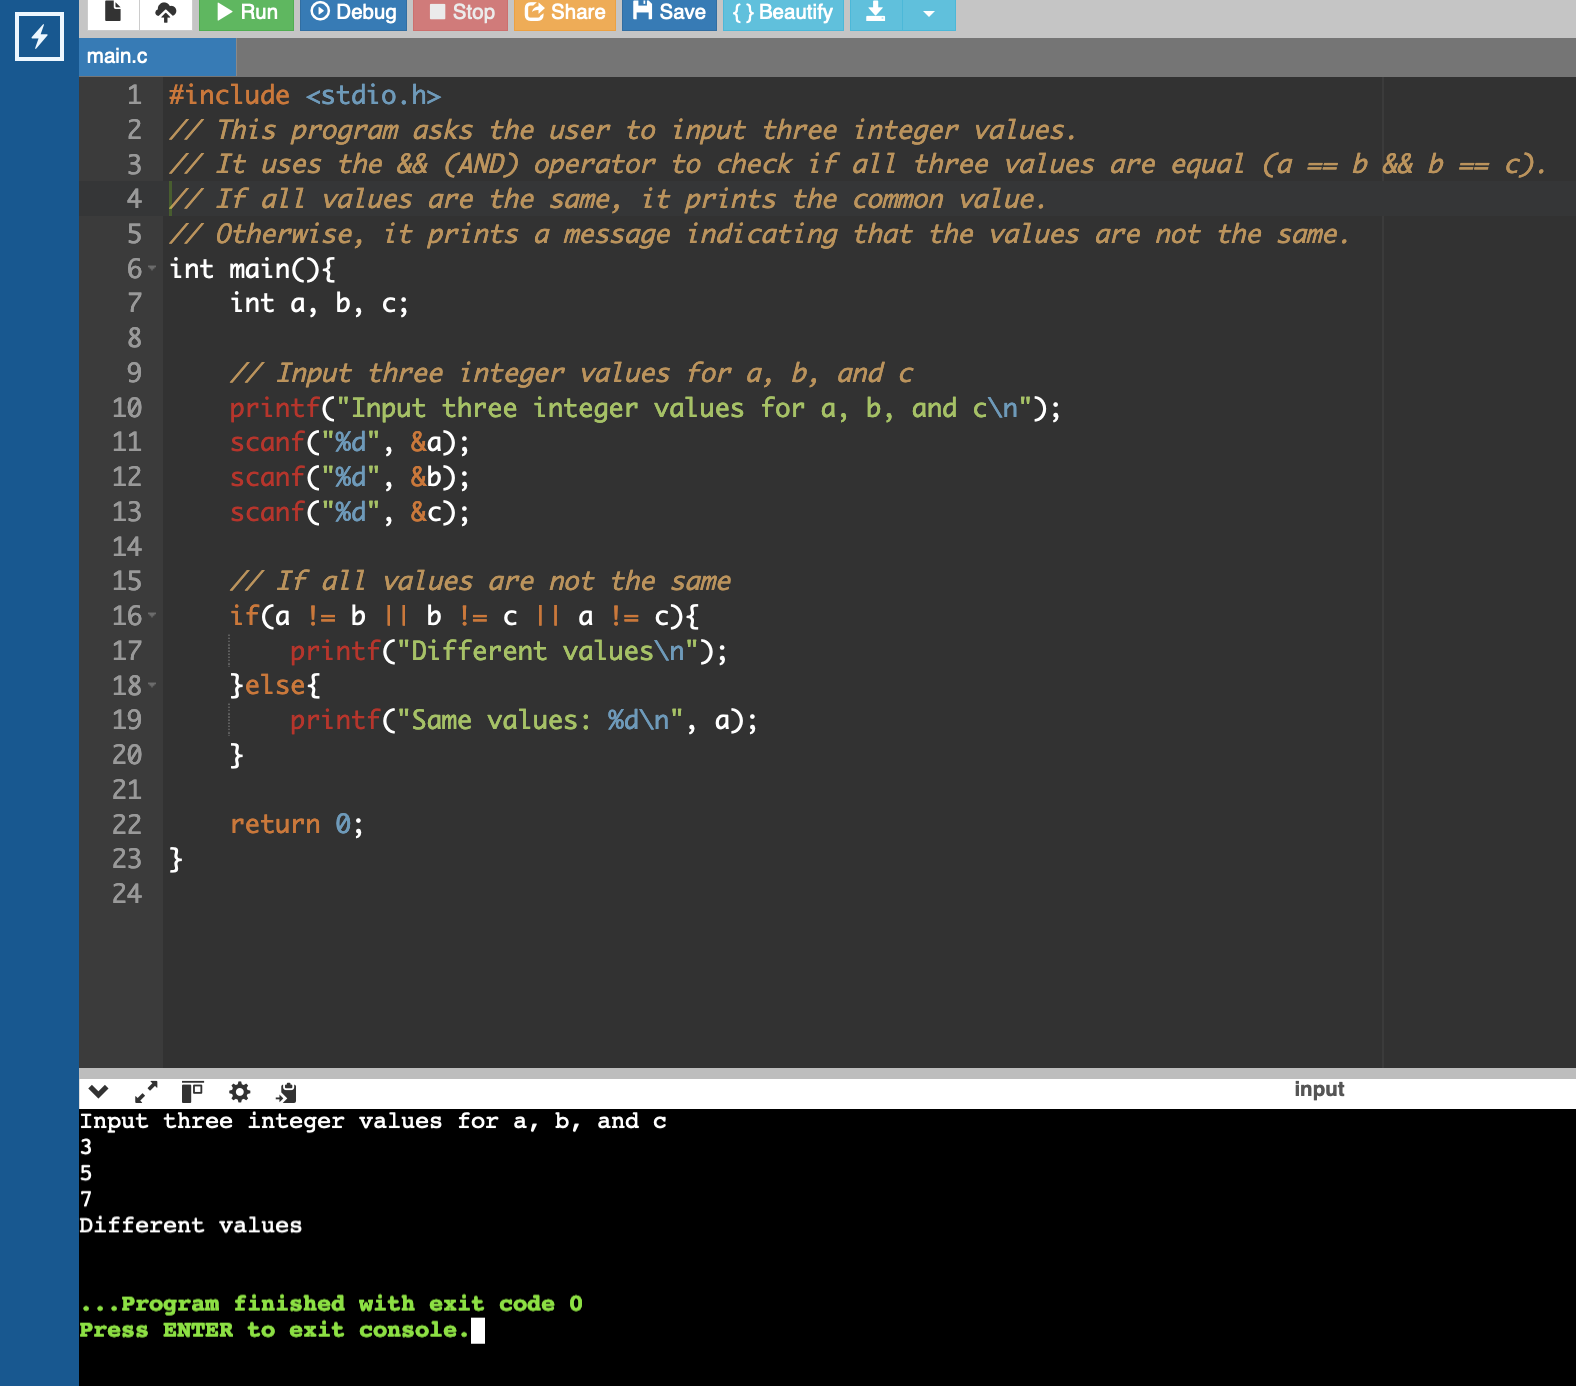 Run Debug Stop Share Save { } Beautify
main.c
1 #include <stdio.h>
2 // This program asks the user to input three integer values.
3 // It uses the && (AND) operator to check if all three values are equal (a == b && b == c).
4 // If all values are the same, it prints the common value.
5 // Otherwise, it prints a message indicating that the values are not the same.
6 int main(){
7     int a, b, c;
8
9     // Input three integer values for a, b, and c
10     printf("Input three integer values for a, b, and c\n");
11     scanf("%d", &a);
12     scanf("%d", &b);
13     scanf("%d", &c);
14
15     // If all values are not the same
16     if(a != b || b != c || a != c){
17         printf("Different values\n");
18     }else{
19         printf("Same values: %d\n", a);
20     }
21
22     return 0;
23 }
24
input
Input three integer values for a, b, and c
3
5
7
Different values
...Program finished with exit code 0
Press ENTER to exit console.